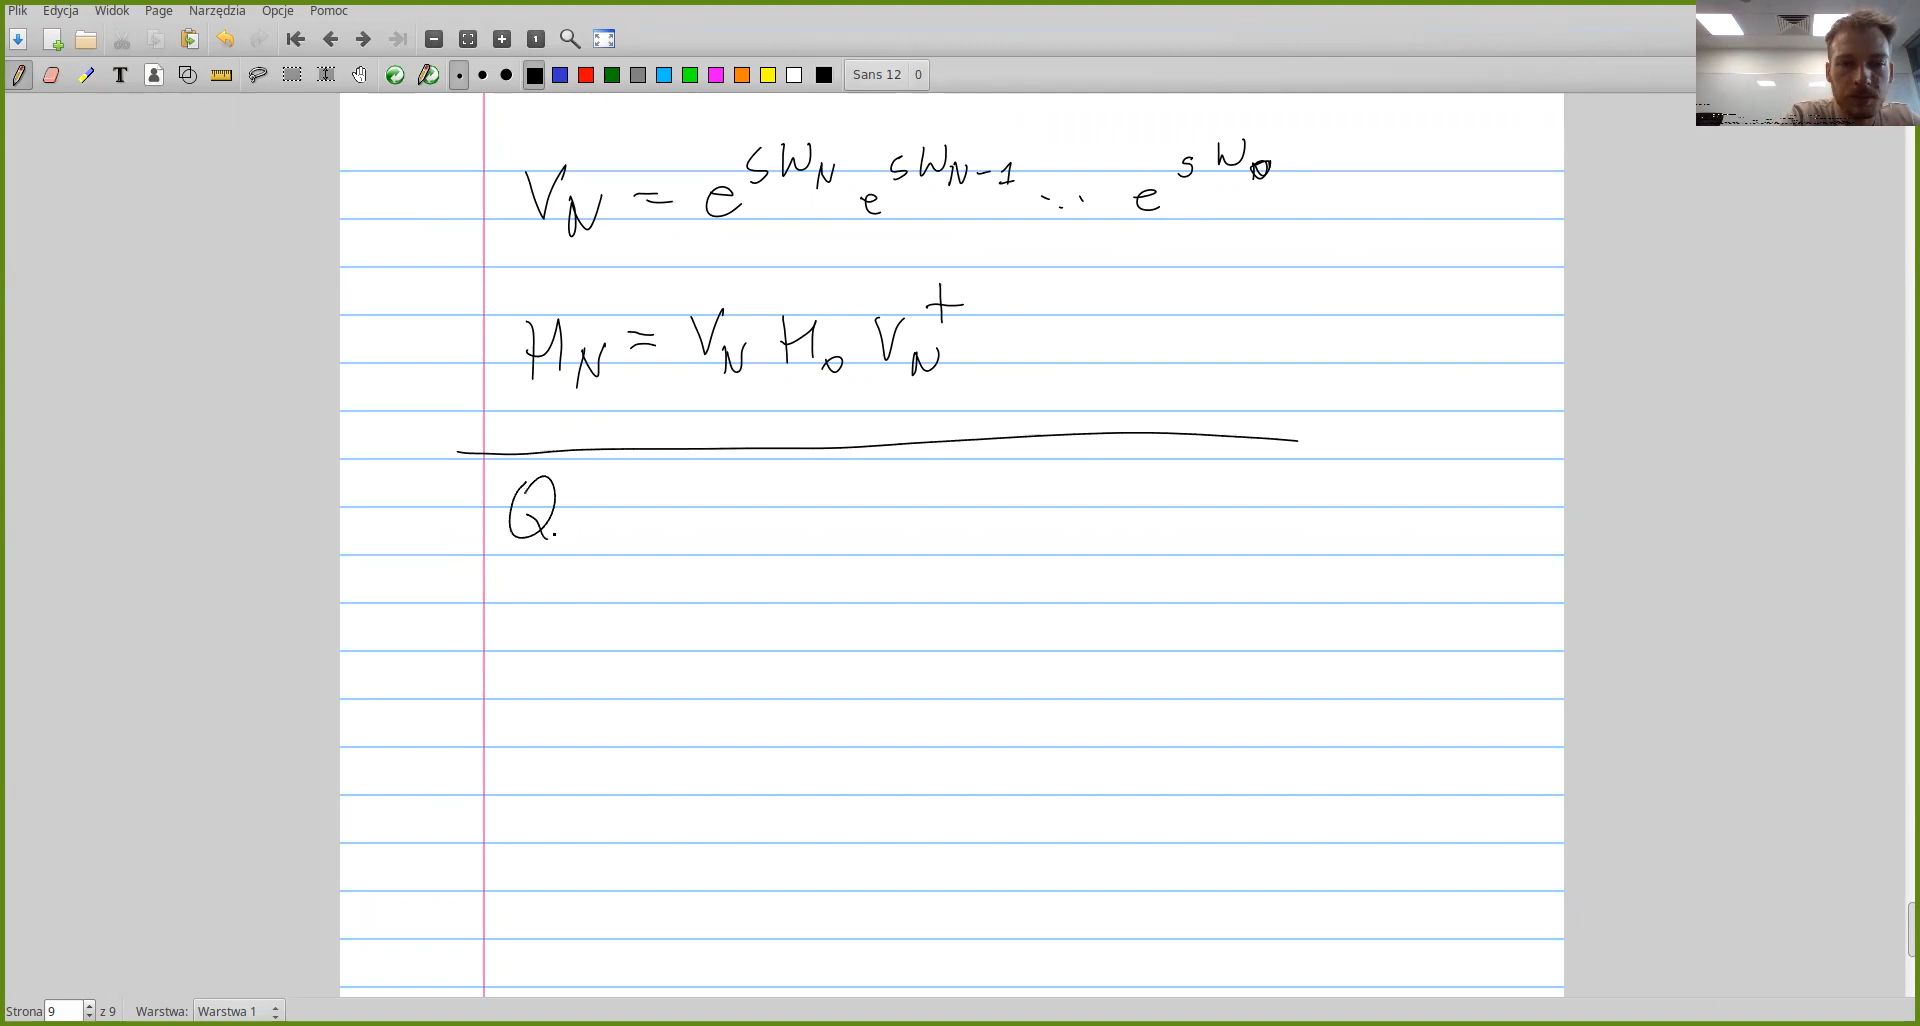 Plik Edycja Widok Page Narzędzia Opcje Pomoc
1
T Sans 12 0
V_N = e^{sW_N} e^{sW_{N-1}} ... e^{sW_0}
H_N = V_N H_0 V_N^†
Q.
Strona 9 z 9 Warstwa: Warstwa 1